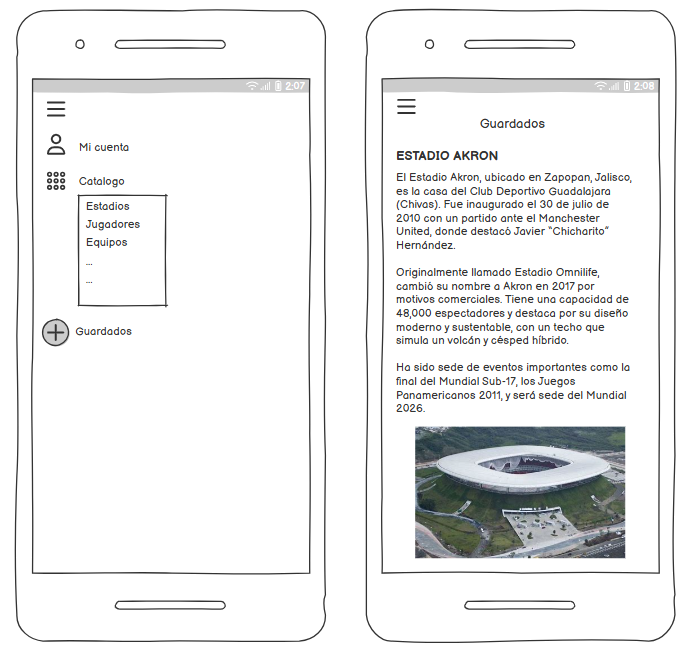 2:07
Mi cuenta
Catalogo
Estadios
Jugadores
Equipos
...
...
Guardados
2:08
Guardados
ESTADIO AKRON
El Estadio Akron, ubicado en Zapopan, Jalisco,
es la casa del Club Deportivo Guadalajara
(Chivas). Fue inaugurado el 30 de julio de
2010 con un partido ante el Manchester
United, donde destacó Javier "Chicharito"
Hernández.
Originalmente llamado Estadio Omnilife,
cambió su nombre a Akron en 2017 por
motivos comerciales. Tiene una capacidad de
48,000 espectadores y destaca por su diseño
moderno y sustentable, con un techo que
simula un volcán y césped híbrido.
Ha sido sede de eventos importantes como la
final del Mundial Sub-17, los Juegos
Panamericanos 2011, y será sede del Mundial
2026.